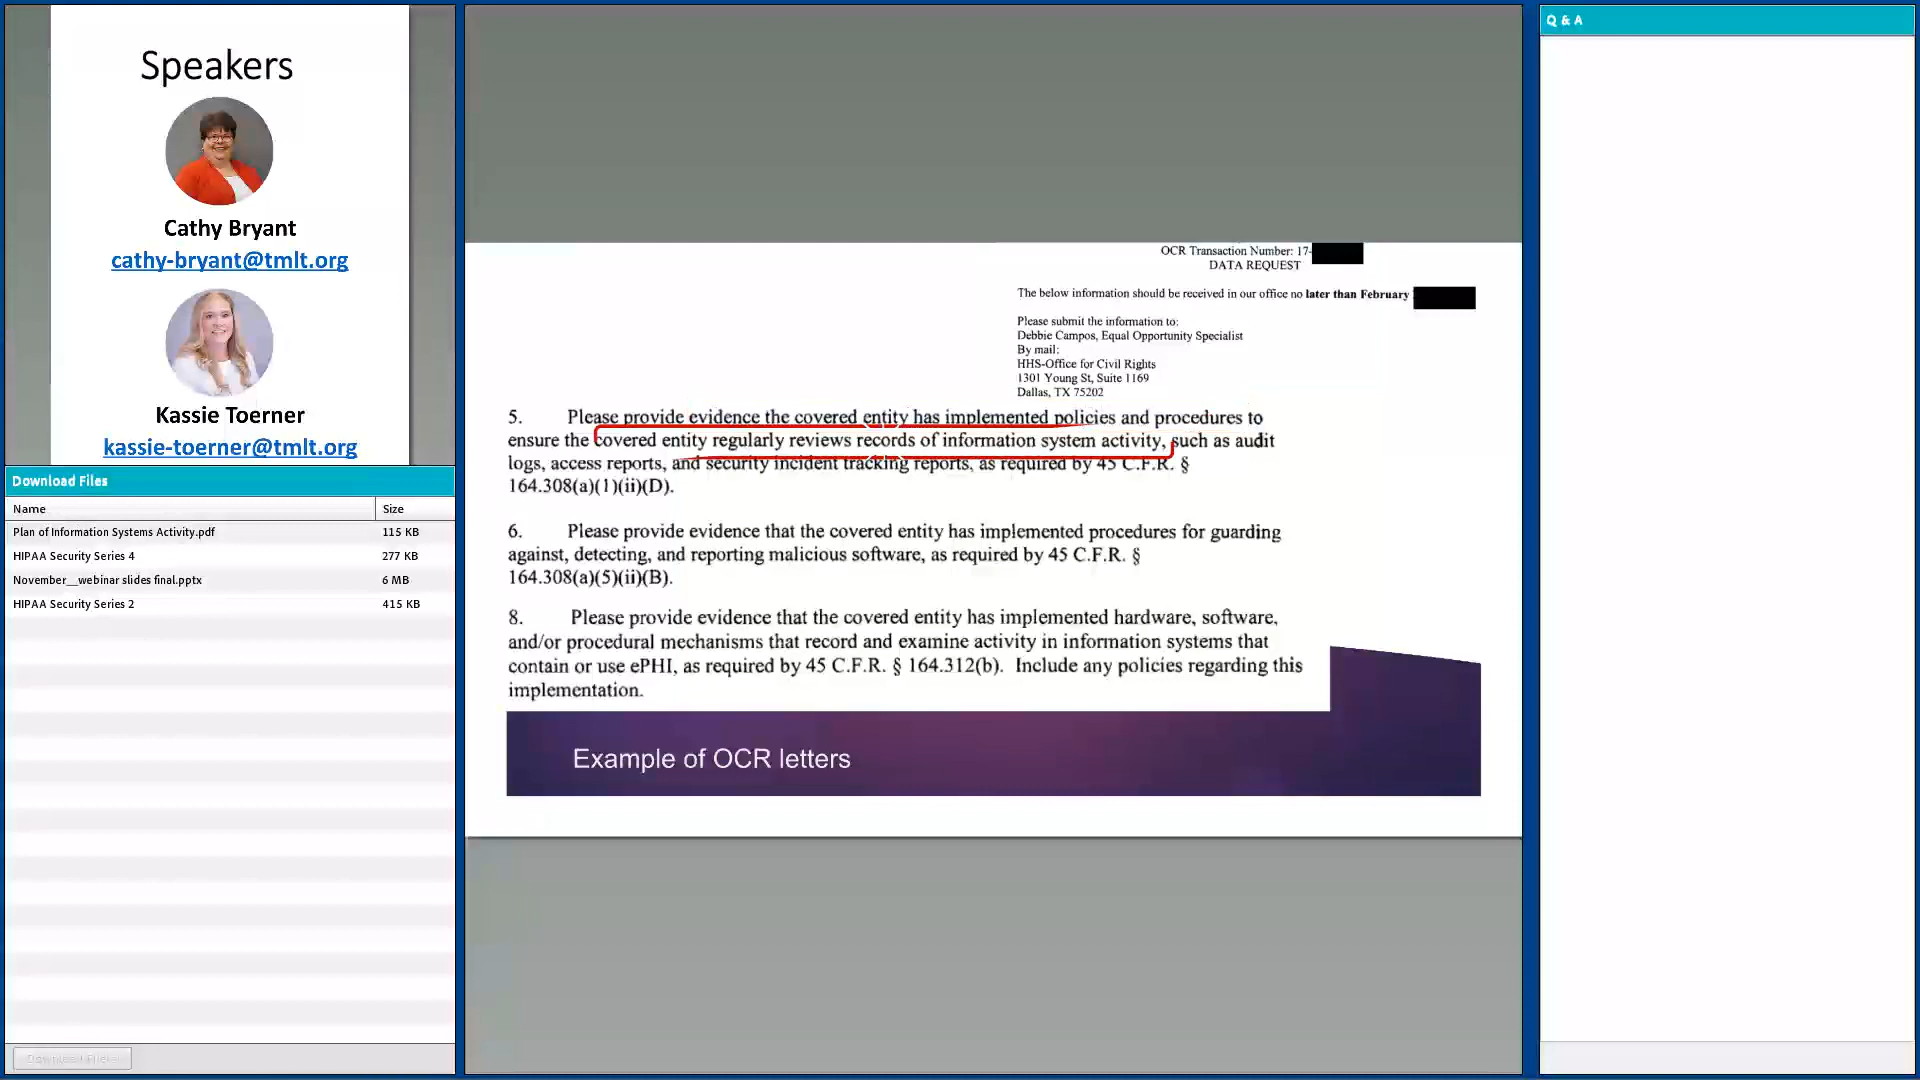 Speakers
Cathy Bryant
cathy-bryant@tmlt.org
Kassie Toerner
kassie-toerner@tmlt.org
Download Files
Name Size
Plan of Information Systems Activity.pdf 115 KB
HIPAA Security Series 4 277 KB
November__webinar slides final.pptx 6 MB
HIPAA Security Series 2 415 KB
Download File(s)
OCR Transaction Number: 17-
DATA REQUEST
The below information should be received in our office no later than February
Please submit the information to:
Debbie Campos, Equal Opportunity Specialist
By mail:
HHS-Office for Civil Rights
1301 Young St, Suite 1169
Dallas, TX 75202
5. Please provide evidence the covered entity has implemented policies and procedures to
ensure the covered entity regularly reviews records of information system activity, such as audit
logs, access reports, and security incident tracking reports, as required by 45 C.F.R. §
164.308(a)(1)(ii)(D).
6. Please provide evidence that the covered entity has implemented procedures for guarding
against, detecting, and reporting malicious software, as required by 45 C.F.R. §
164.308(a)(5)(ii)(B).
8. Please provide evidence that the covered entity has implemented hardware, software,
and/or procedural mechanisms that record and examine activity in information systems that
contain or use ePHI, as required by 45 C.F.R. § 164.312(b). Include any policies regarding this
implementation.
Example of OCR letters
Q & A